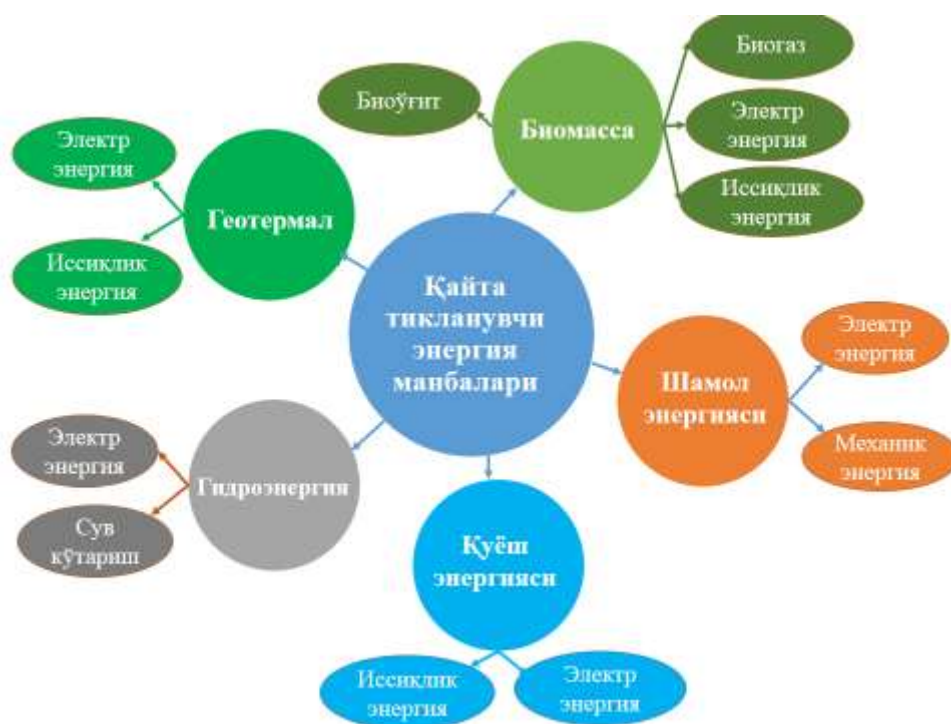 Қайта
тикланувчи
энергия
манбалари
Биомасса
Биоўғит
Биогаз
Электр
энергия
Иссиқлик
энергия
Шамол
энергияси
Электр
энергия
Механик
энергия
Қуёш
энергияси
Иссиқлик
энергия
Электр
энергия
Гидроэнергия
Электр
энергия
Сув
кўтариш
Геотермал
Электр
энергия
Иссиқлик
энергия